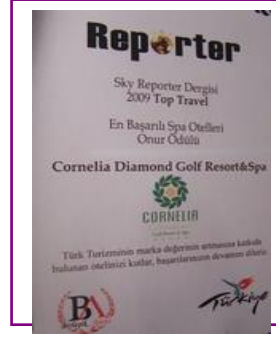 Reporter
Sky Reporter Dergisi
2009 Top Travel
En Başarılı Spa Otelleri
Onur Ödülü
Cornelia Diamond Golf Resort&Spa
CORNELIA
Türk Turizminin marka değerinin artmasına katkıda
bulunan otelinizi kutlar, başarılarınızın devamını dileriz.
BA
Türkiye